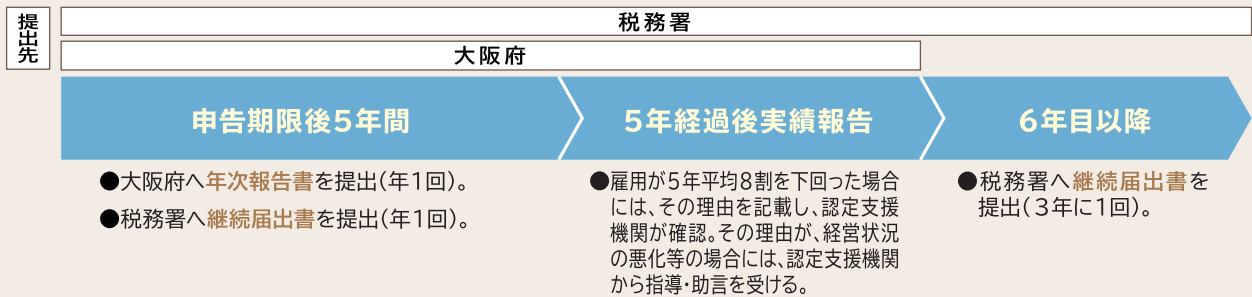 提出先
税務署
大阪府
申告期限後5年間
5年経過後実績報告
6年目以降
●大阪府へ年次報告書を提出(年1回)。
●税務署へ継続届出書を提出(年1回)。
●雇用が5年平均8割を下回った場合
には、その理由を記載し、認定支援
機関が確認。その理由が、経営状況
の悪化等の場合には、認定支援機関
から指導・助言を受ける。
●税務署へ継続届出書を
提出(3年に1回)。